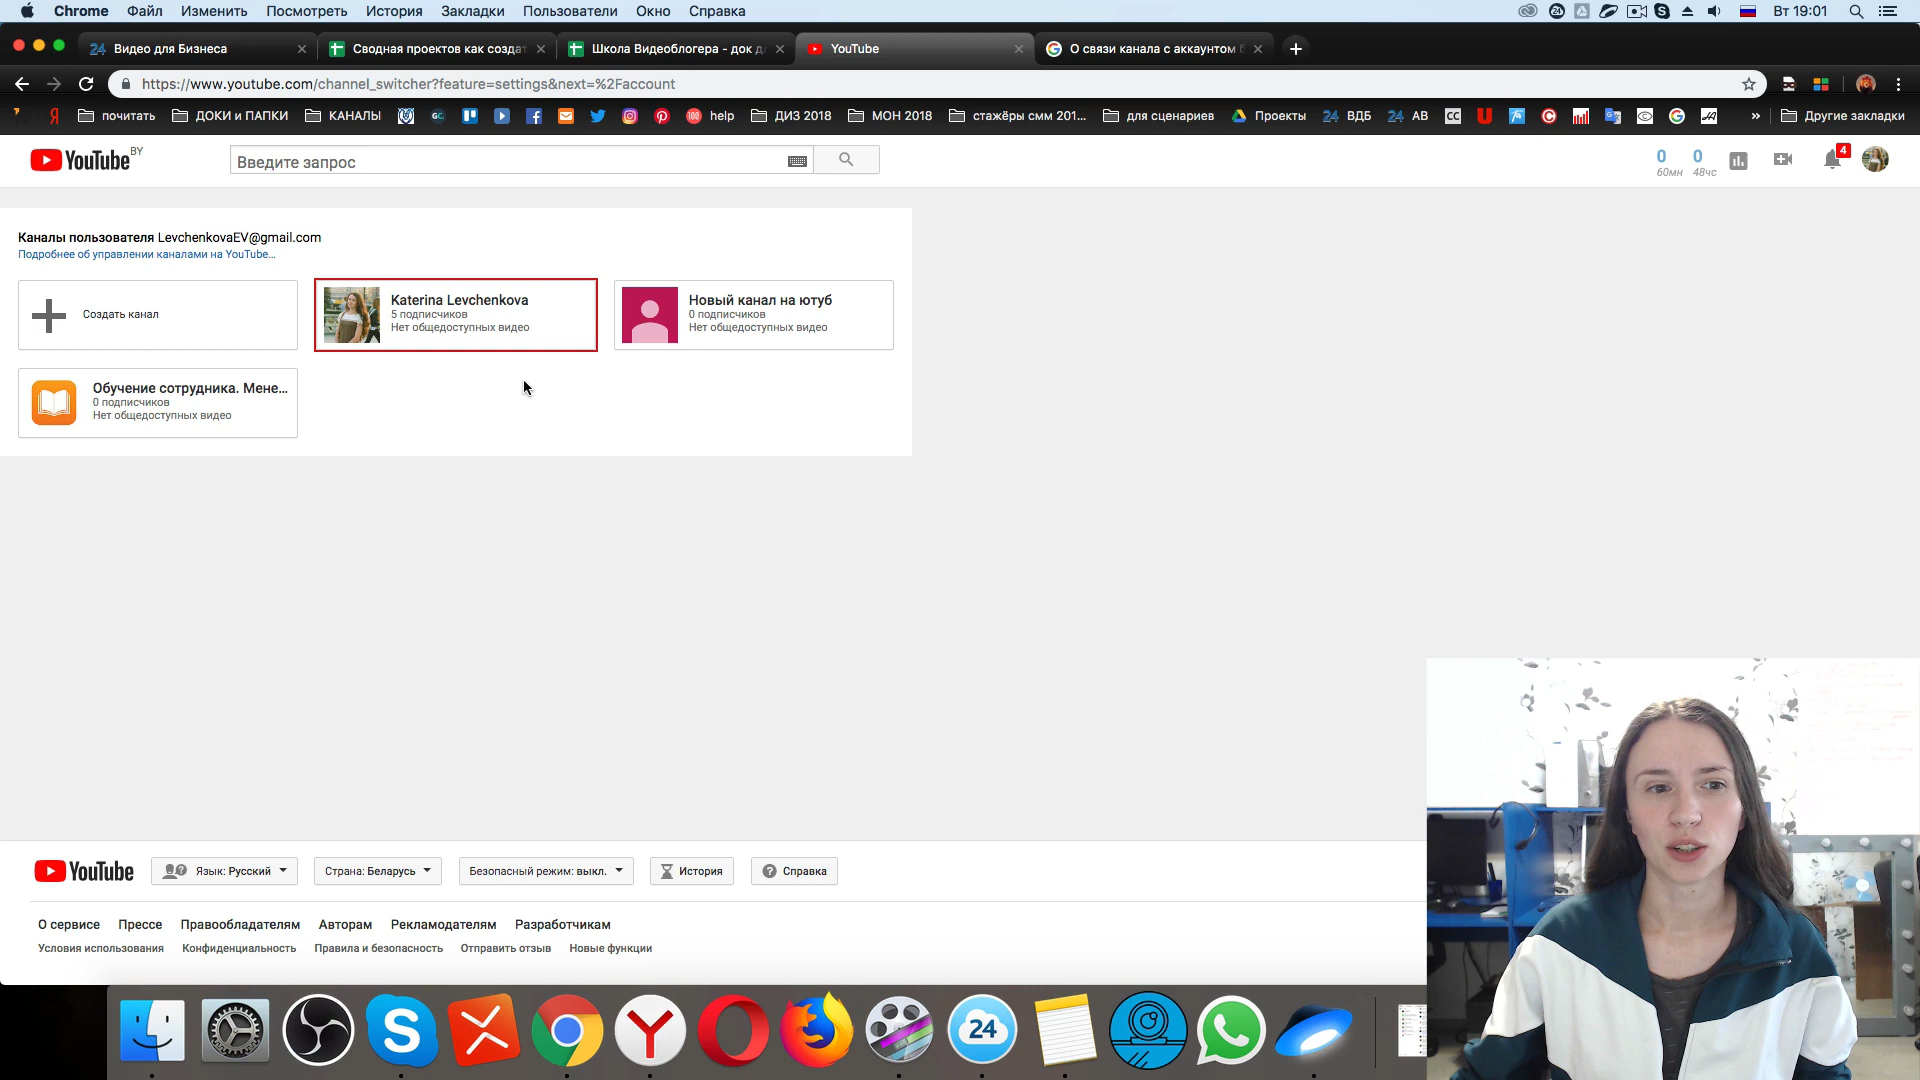 Chrome Файл Изменить Посмотреть История Закладки Пользователи Окно Справка Вт 19:01
24 Видео для Бизнеса Сводная проектов как создат Школа Видеоблогера - док д YouTube О связи канала с аккаунтом
https://www.youtube.com/channel_switcher?feature=settings&next=%2Faccount
Я почитать ДОКИ и ПАПКИ КАНАЛЫ GC help ДИЗ 2018 МОН 2018 стажёры смм 201... для сценариев Проекты 24 ВДБ 24 АВ CC » Другие закладки
YouTube BY
Введите запрос
0 0 4
60мн 48чс
Каналы пользователя LevchenkovaEV@gmail.com
Подробнее об управлении каналами на YouTube...
Создать канал
Katerina Levchenkova
5 подписчиков
Нет общедоступных видео
Новый канал на ютуб
0 подписчиков
Нет общедоступных видео
Обучение сотрудника. Мене...
0 подписчиков
Нет общедоступных видео
YouTube Язык: Русский Страна: Беларусь Безопасный режим: выкл. История Справка
О сервисе Прессе Правообладателям Авторам Рекламодателям Разработчикам
Условия использования Конфиденциальность Правила и безопасность Отправить отзыв Новые функции
24